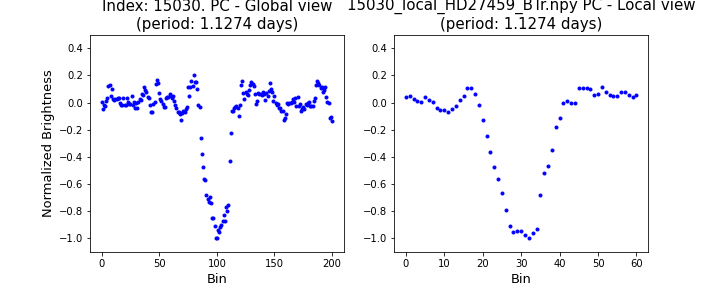 Index: 15030. PC - Global view
(period: 1.1274 days)
15030_local_HD27459_BTr.npy PC - Local view
(period: 1.1274 days)
Normalized Brightness
0.4
0.2
0.0
−0.2
−0.4
−0.6
−0.8
−1.0
0 50 100 150 200
Bin
0.4
0.2
0.0
−0.2
−0.4
−0.6
−0.8
−1.0
0 10 20 30 40 50 60
Bin